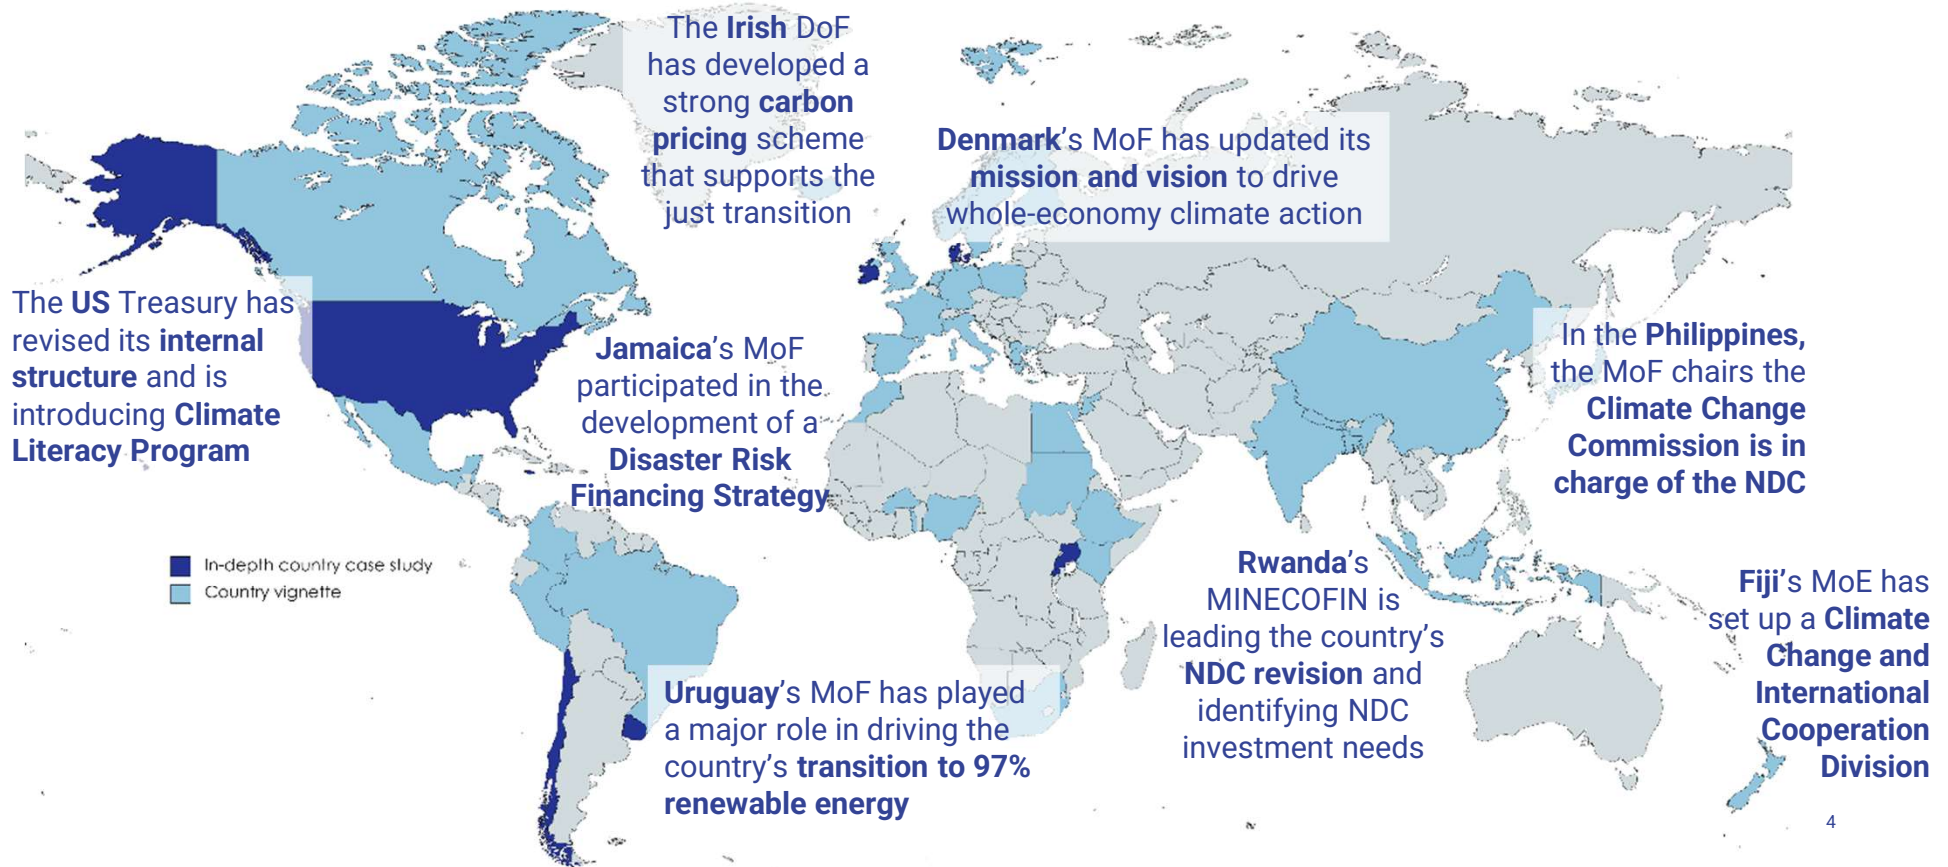 The Irish DoF
has developed a
strong carbon
pricing scheme
that supports the
just transition
Denmark's MoF has updated its
mission and vision to drive
whole-economy climate action
The US Treasury has
revised its internal
structure and is
introducing Climate
Literacy Program
Jamaica's MoF
participated in the
development of a
Disaster Risk
Financing Strategy
In the Philippines,
the MoF chairs the
Climate Change
Commission is in
charge of the NDC
In-depth country case study
Country vignette
Rwanda's
MINECOFIN is
leading the country's
NDC revision and
identifying NDC
investment needs
Fiji's MoE has
set up a Climate
Change and
International
Cooperation
Division
Uruguay's MoF has played
a major role in driving the
country's transition to 97%
renewable energy
4